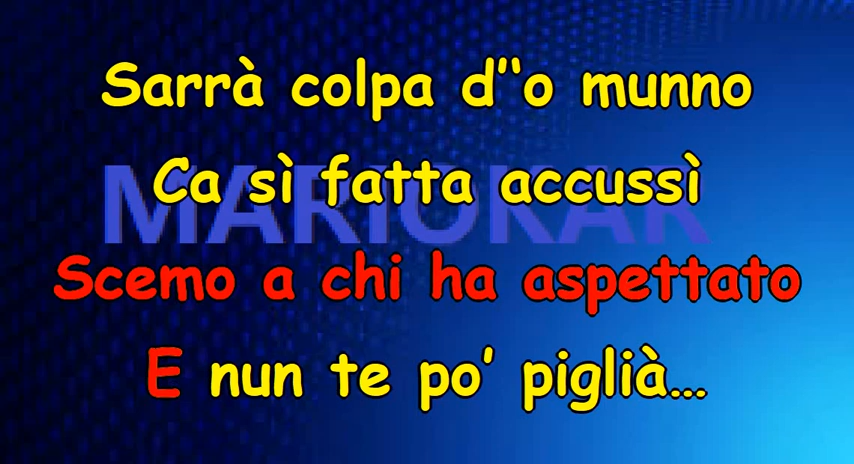 Sarrà colpa d’‘o munno
MARIOKAR
Ca sì fatta accussì
Scemo a chi ha aspettato
E nun te po’ piglià...